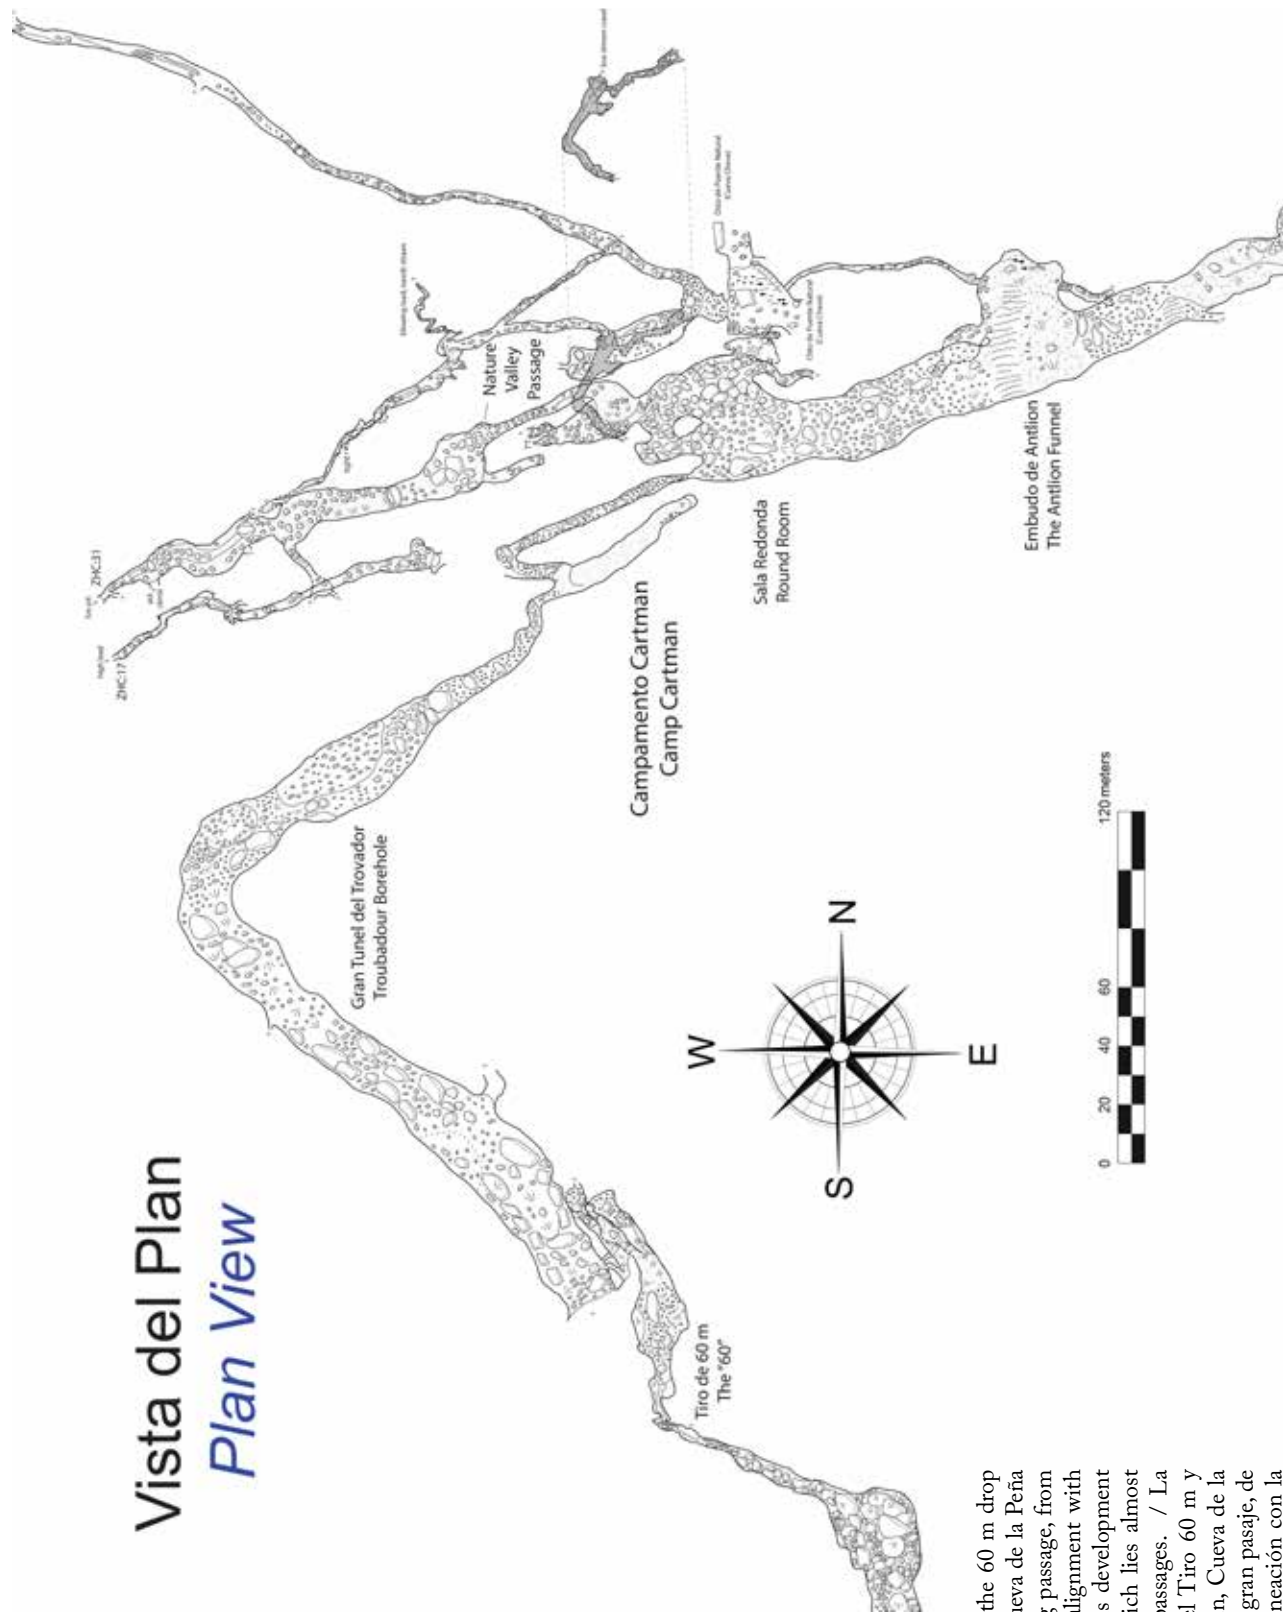 Vista del Plan
Plan View
Tiro de 60 m
The "60"
Gran Tunel del Trovador
Troubadour Borehole
Campamento Cartman
Camp Cartman
Sala Redonda
Round Room
Embudo de Antlion
The Antlion Funnel
Nature
Valley
Passage
ZHC:17
ZHC:31
high lead
W
N
S
E
0
20
40
60
120 meters
the 60 m drop
ueva de la Peña
g passage, from
lignment with
s development
ich lies almost
passages. / La
el Tiro 60 m y
n, Cueva de la
gran pasaje, de
neación con la